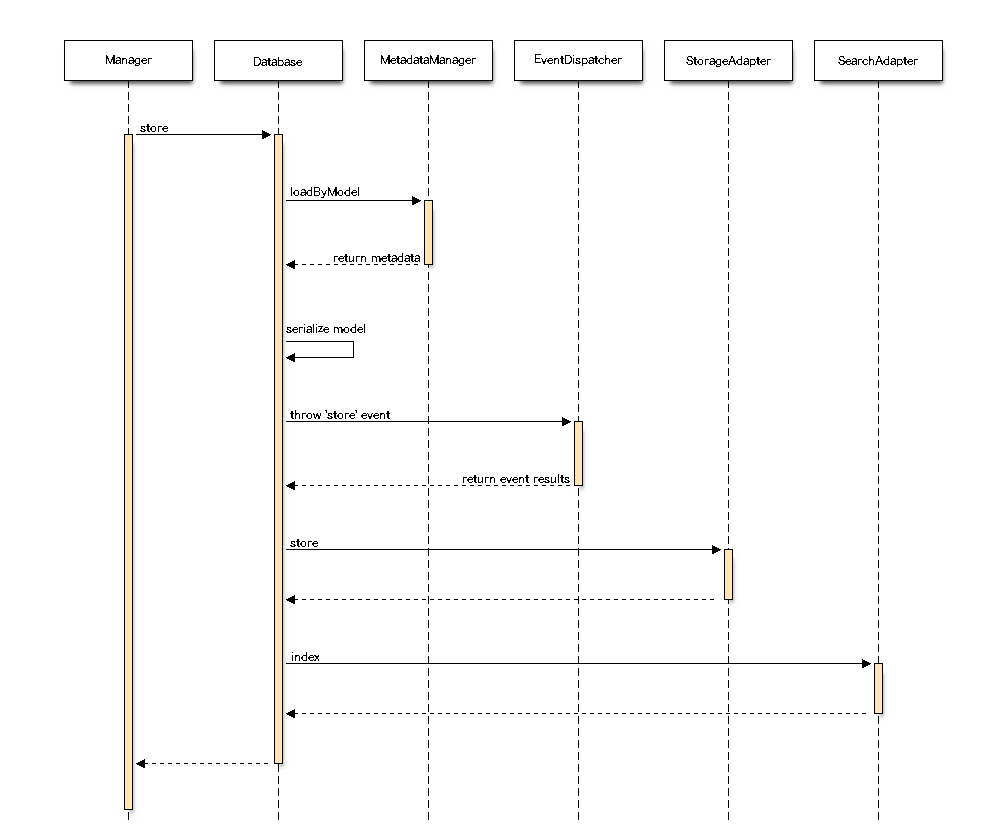 Manager
Database
MetadataManager
EventDispatcher
StorageAdapter
SearchAdapter
store
loadByModel
return metadata
serialize model
throw 'store' event
return event results
store
index